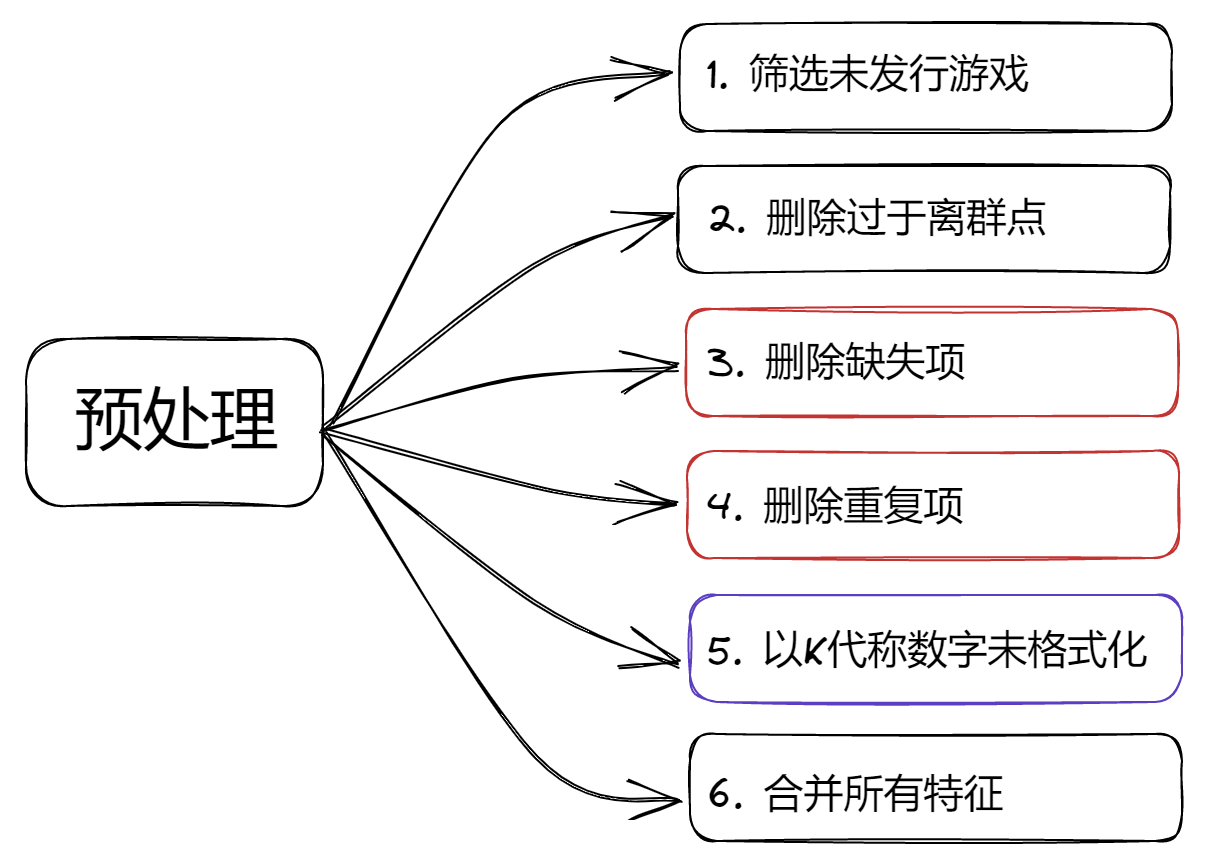 预处理
1. 筛选未发行游戏
2. 删除过于离群点
3. 删除缺失项
4. 删除重复项
5. 以K代称数字未格式化
6. 合并所有特征